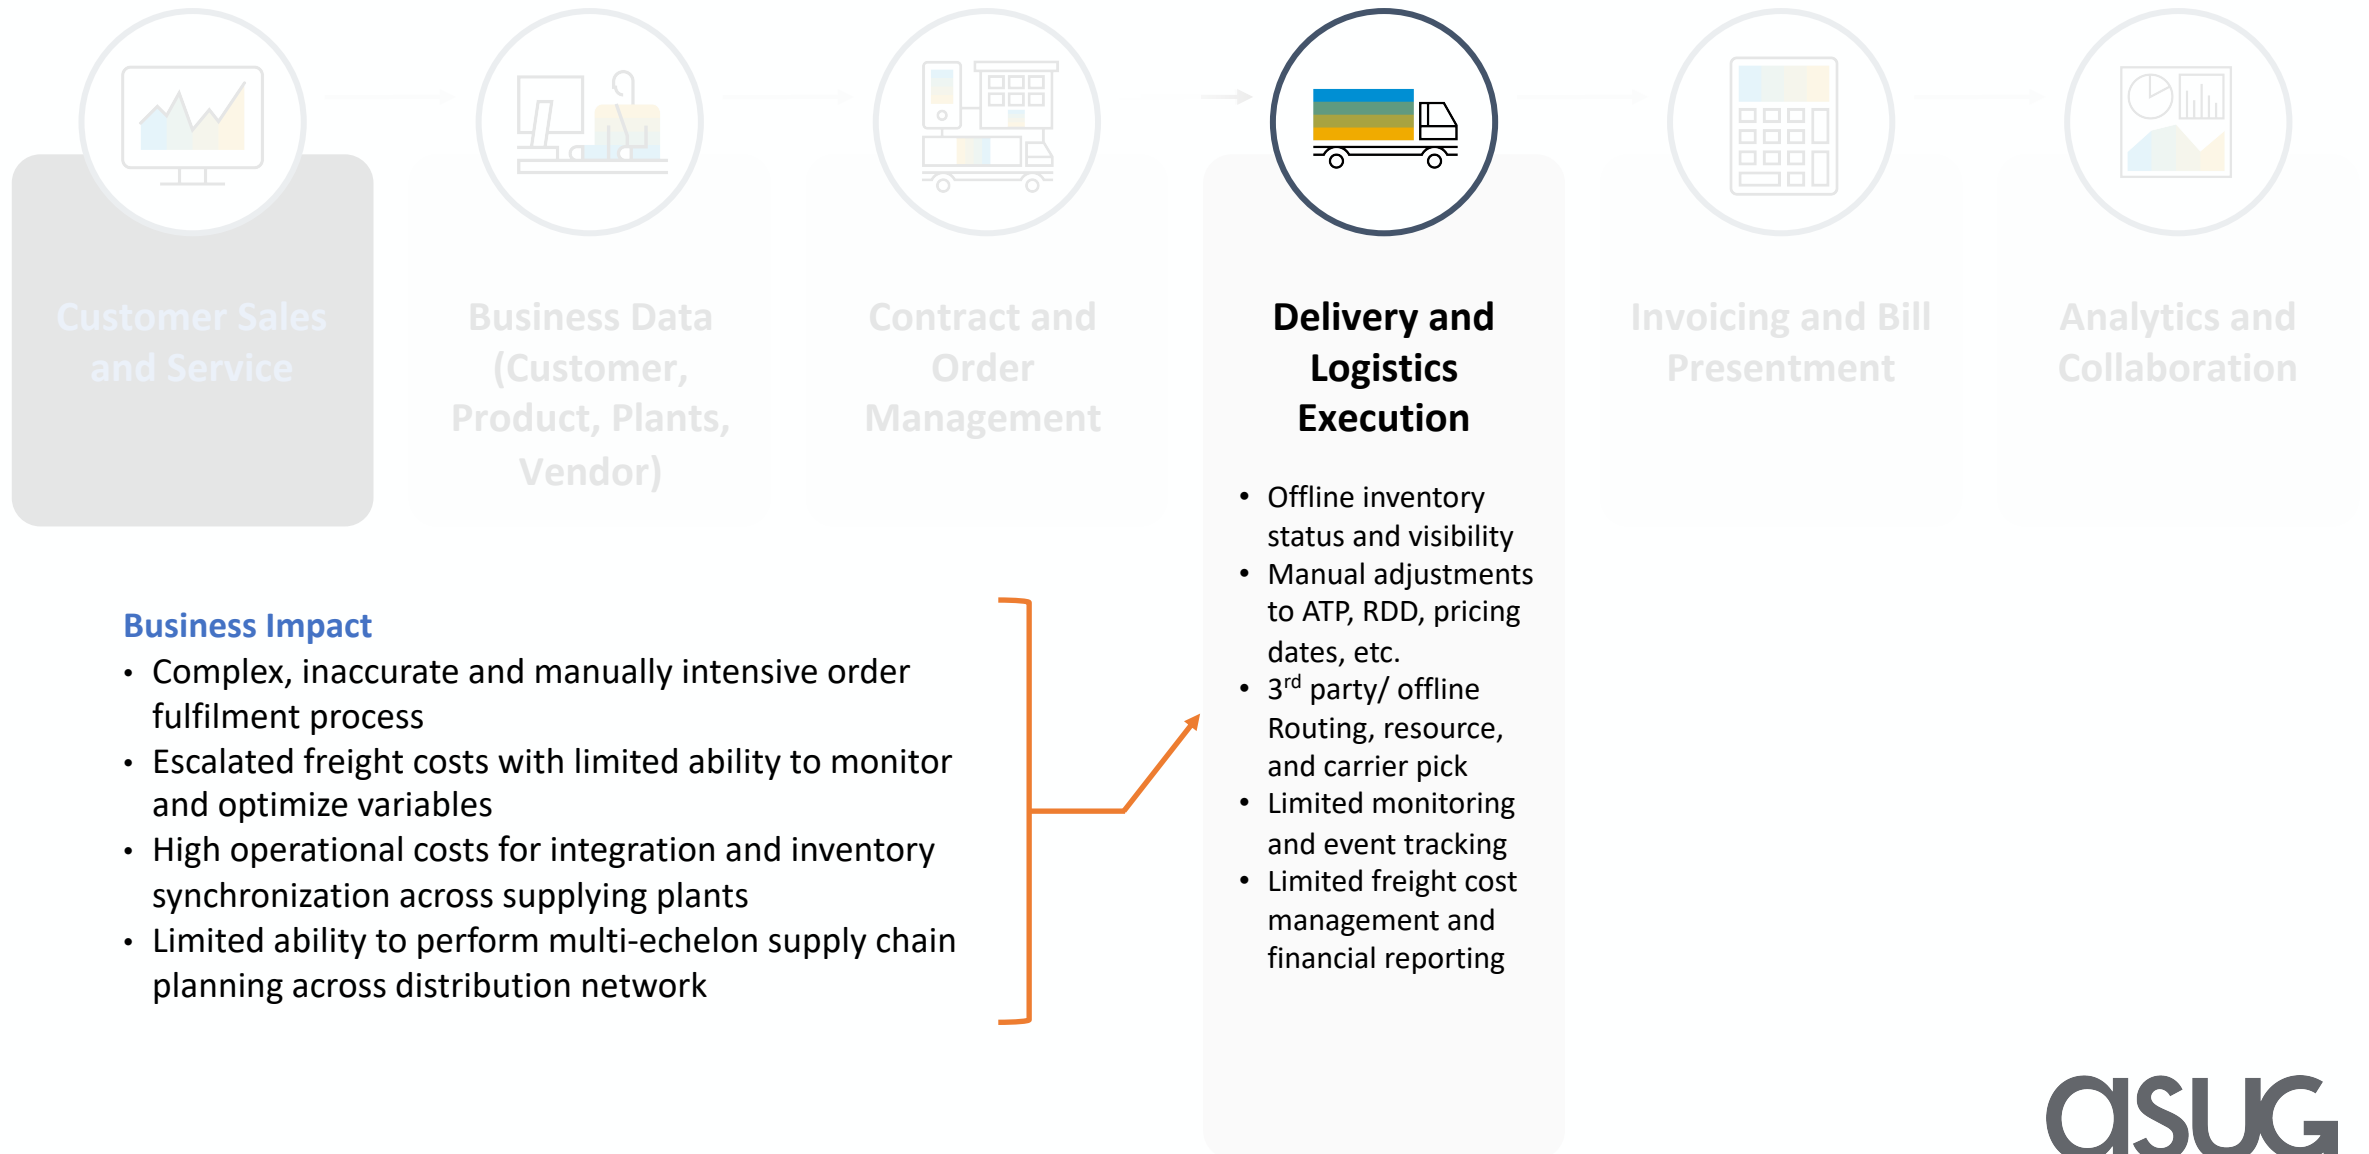 Customer Sales
and Service
Business Data
(Customer,
Product, Plants,
Vendor)
Contract and
Order
Management
Delivery and
Logistics
Execution
• Offline inventory
status and visibility
• Manual adjustments
to ATP, RDD, pricing
dates, etc.
• 3rd party/ offline
Routing, resource,
and carrier pick
• Limited monitoring
and event tracking
• Limited freight cost
management and
financial reporting
Invoicing and Bill
Presentment
Analytics and
Collaboration
Business Impact
• Complex, inaccurate and manually intensive order
fulfilment process
• Escalated freight costs with limited ability to monitor
and optimize variables
• High operational costs for integration and inventory
synchronization across supplying plants
• Limited ability to perform multi-echelon supply chain
planning across distribution network
asug